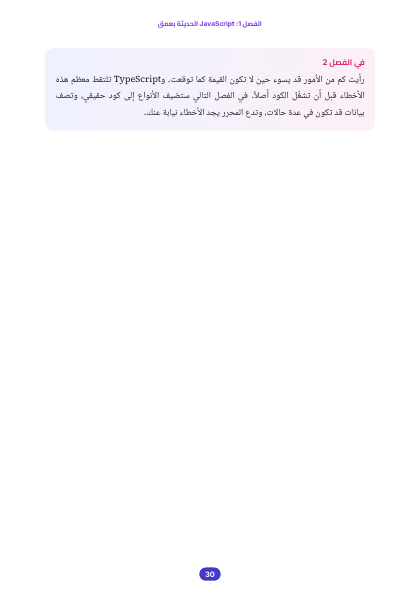 الفصل 1: JavaScript الحديثة بعمق
في الفصل 2
رأيت كم من الأمور قد يسوء حين لا تكون القيمة كما توقعت. وTypeScript تلتقط معظم هذه
الأخطاء قبل أن تشغّل الكود أصلاً. في الفصل التالي ستضيف الأنواع إلى كود حقيقي، وتصف
بيانات قد تكون في عدة حالات، وتدع المحرر يجد الأخطاء نيابة عنك.
30